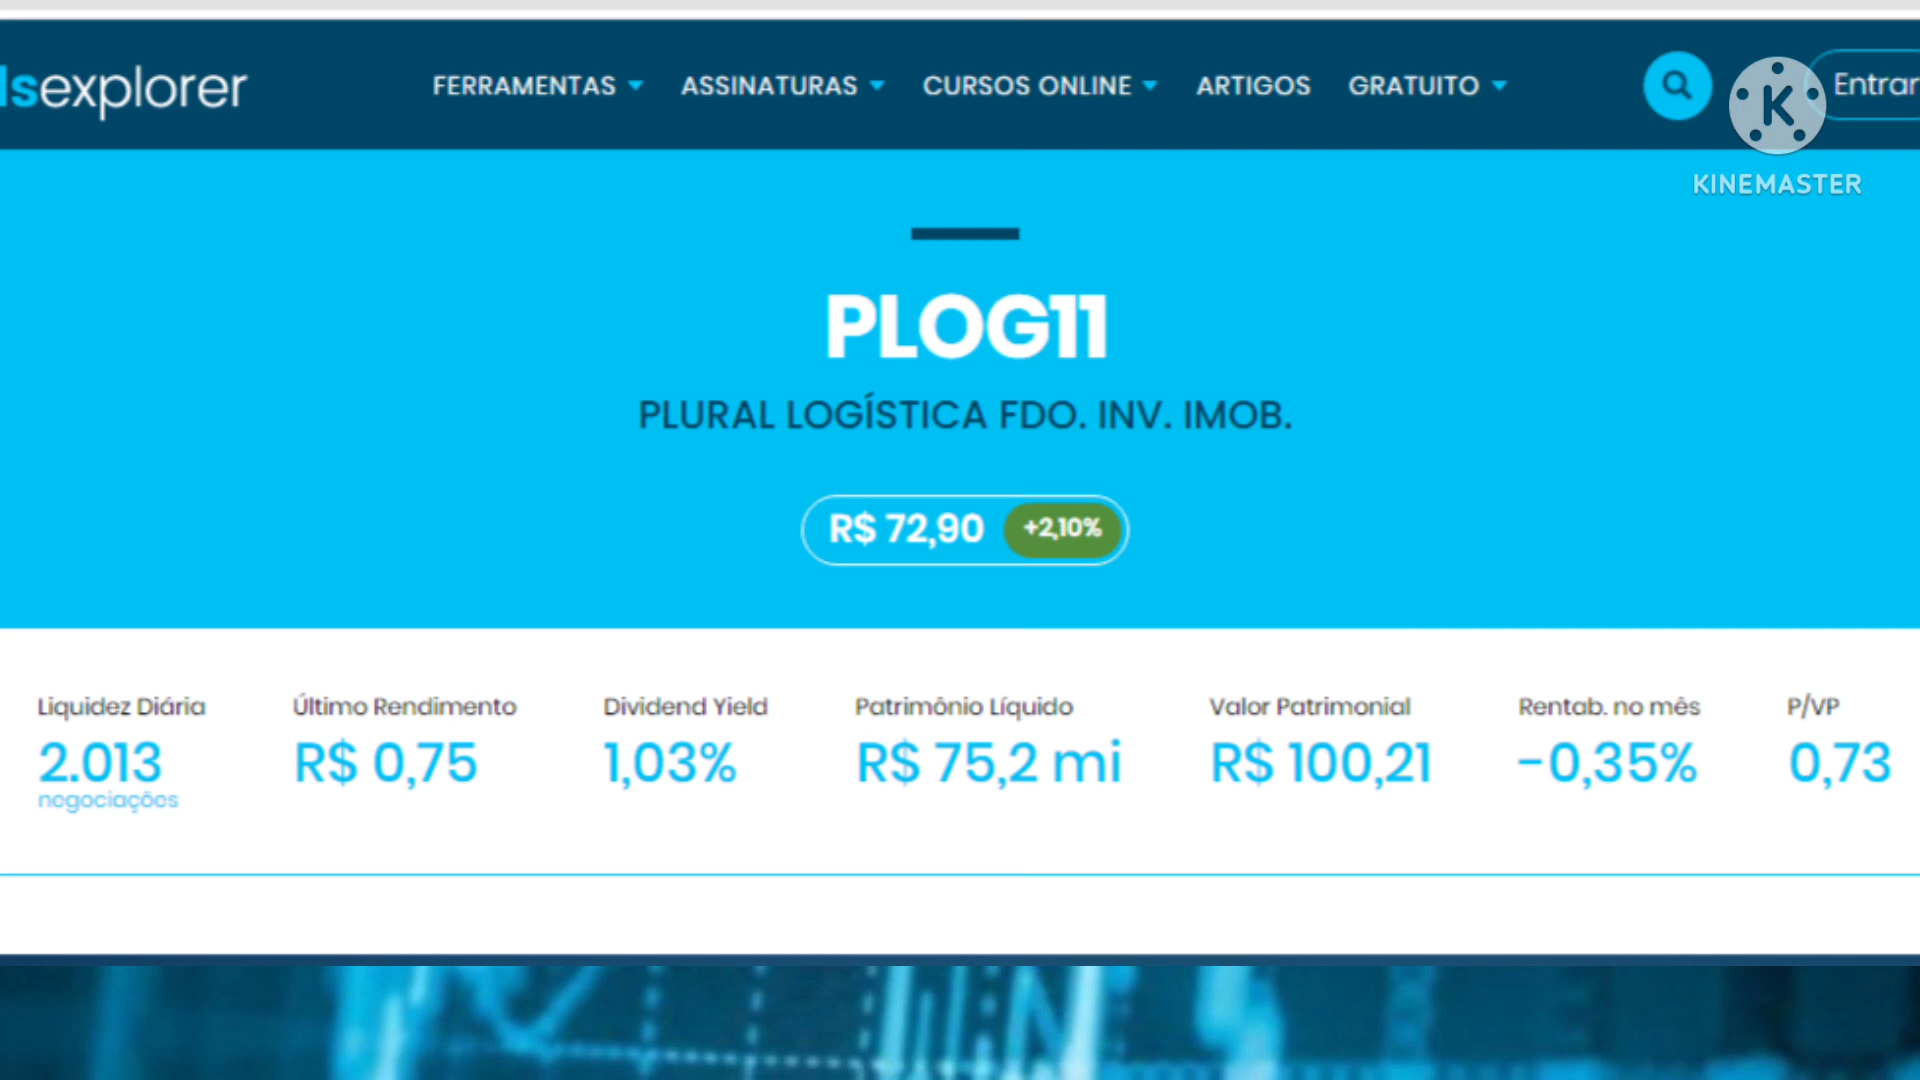 lsexplorer
FERRAMENTAS
ASSINATURAS
CURSOS ONLINE
ARTIGOS
GRATUITO
Entrar
K
KINEMASTER
PLOG11
PLURAL LOGÍSTICA FDO. INV. IMOB.
R$ 72,90 +2,10%
Liquidez Diária
2.013
negociações
Último Rendimento
R$ 0,75
Dividend Yield
1,03%
Patrimônio Líquido
R$ 75,2 mi
Valor Patrimonial
R$ 100,21
Rentab. no mês
-0,35%
P/VP
0,73